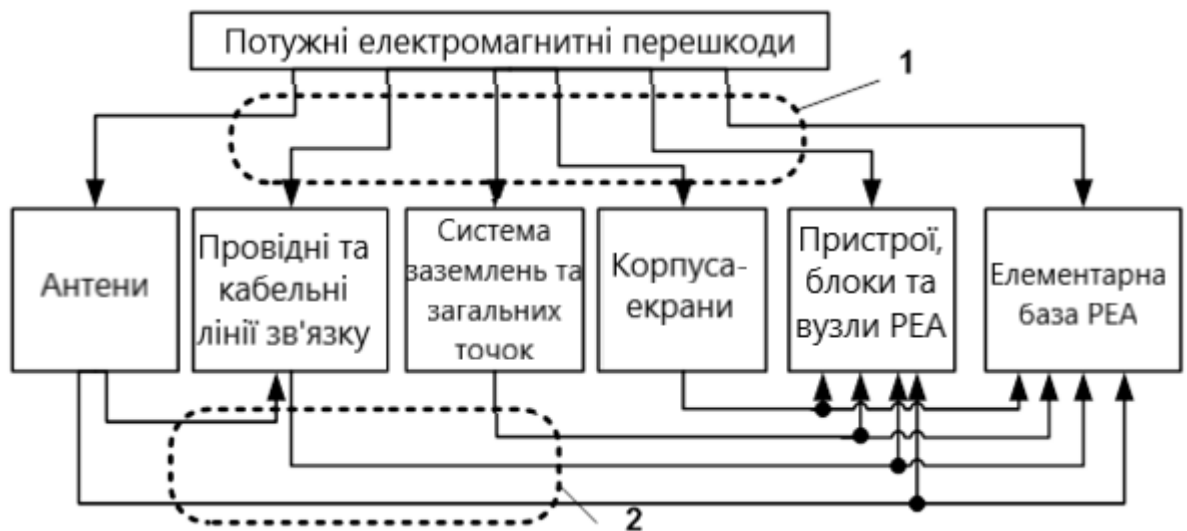 Потужні електромагнитні перешкоди
1
Антени
Провідні та
кабельні
лінії зв'язку
Система
заземлень та
загальних
точок
Корпуса-
екрани
Пристрої,
блоки та
вузли РЕА
Елементарна
база РЕА
2